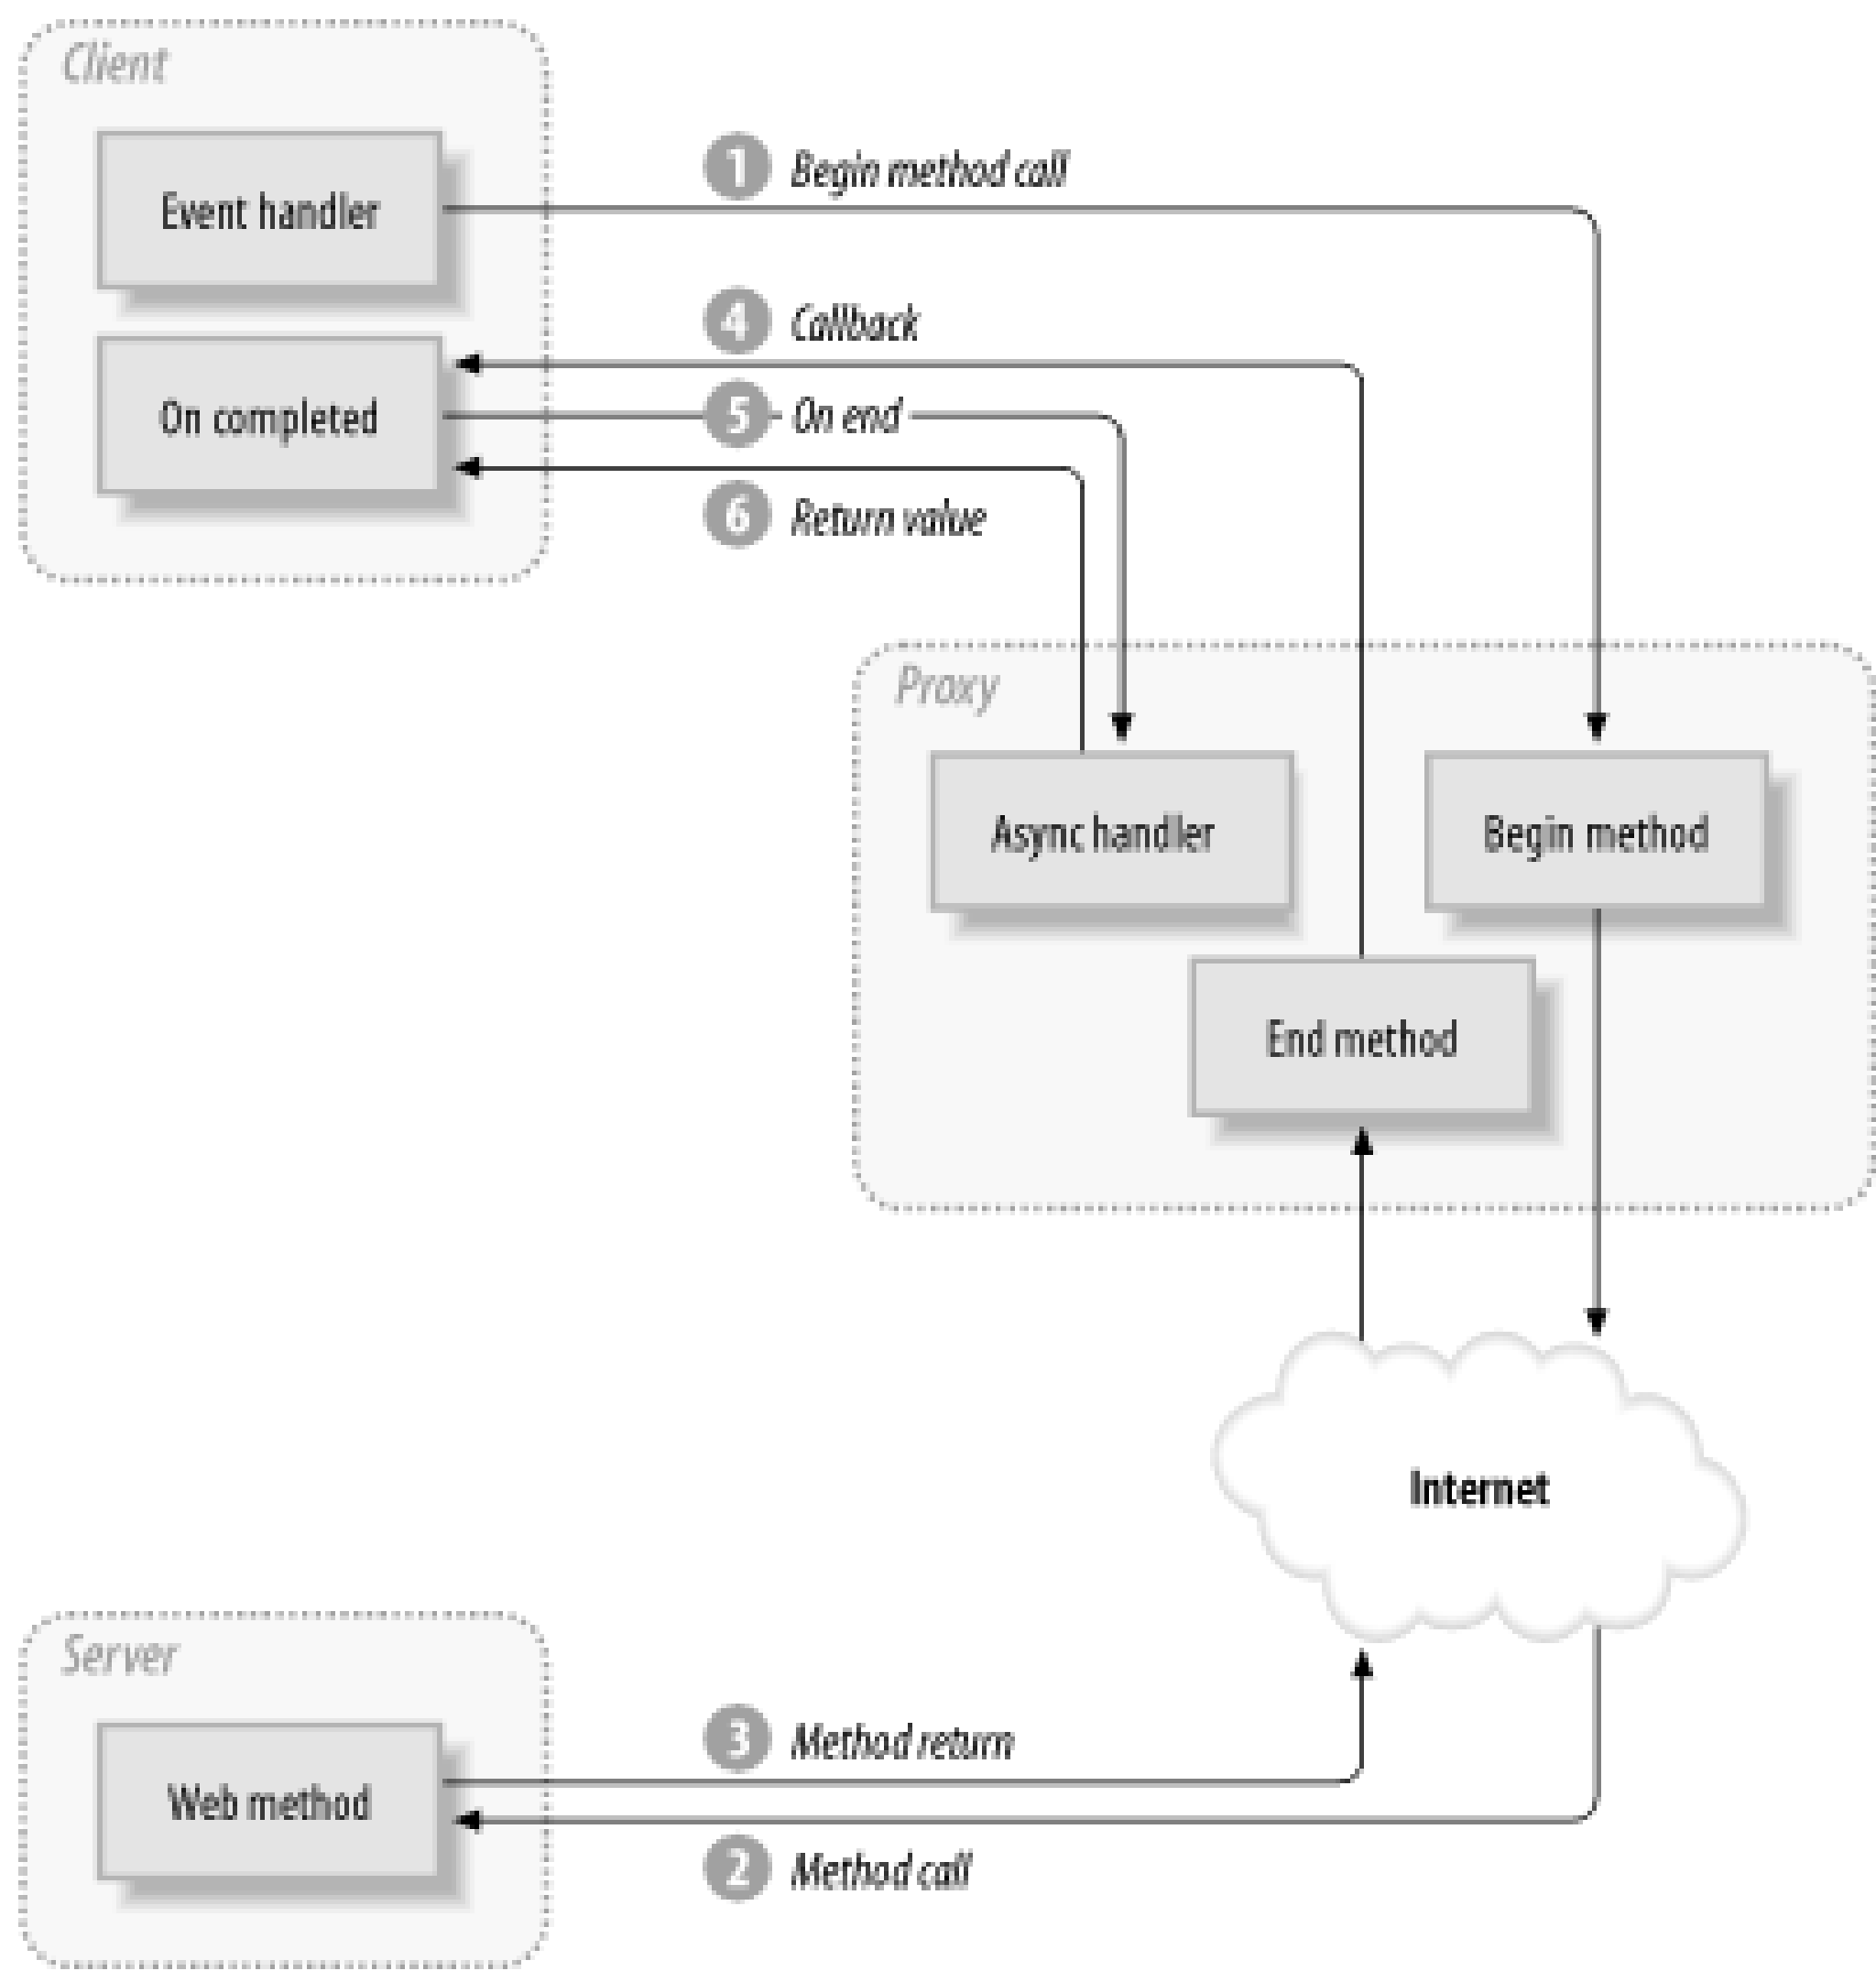 Client
Event handler
1 Begin method call
4 Callback
On completed
5 On end
6 Return value
Proxy
Async handler
Begin method
End method
Internet
Server
3 Method return
Web method
2 Method call